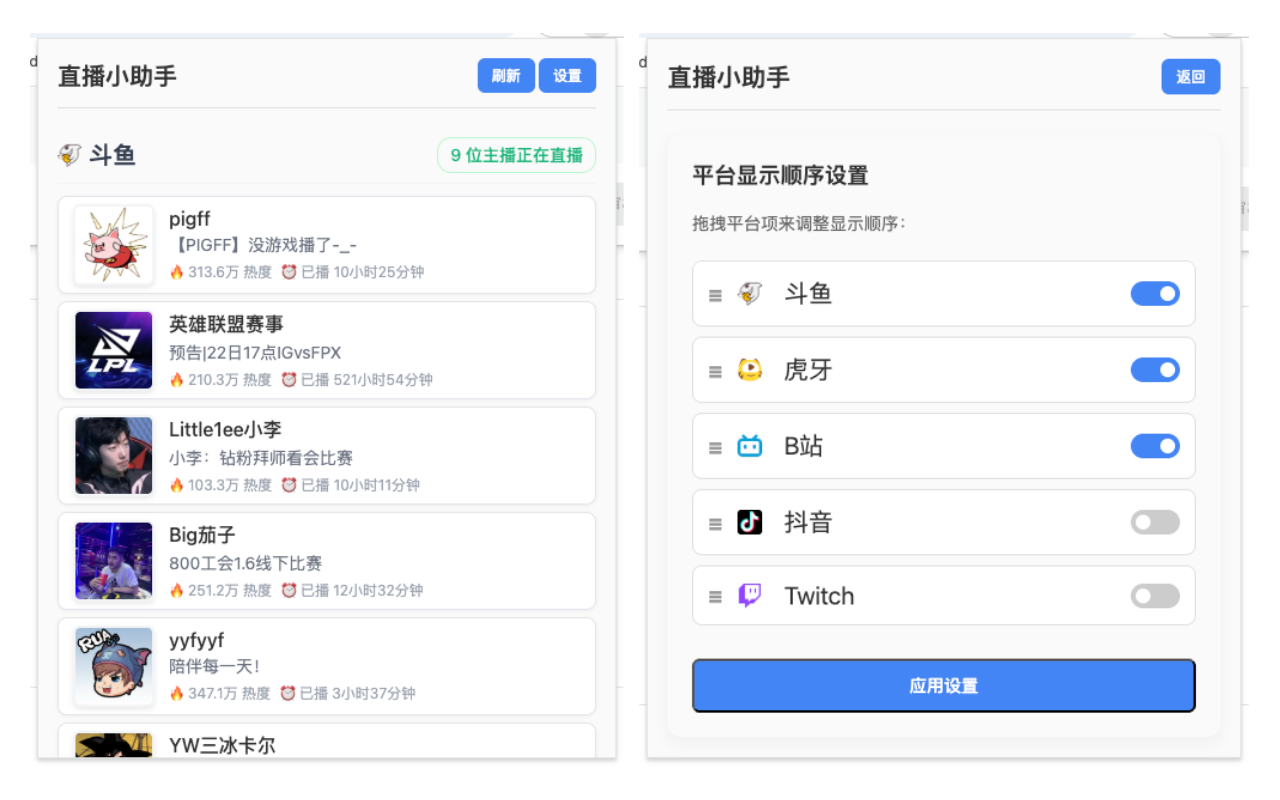 直播小助手
刷新
设置
斗鱼
9 位主播正在直播
pigff
【PIGFF】没游戏播了-_-
🔥 313.6万 热度 ⏰ 已播 10小时25分钟
LPL
英雄联盟赛事
预告|22日17点IGvsFPX
🔥 210.3万 热度 ⏰ 已播 521小时54分钟
Little1ee小李
小李：钻粉拜师看会比赛
🔥 103.3万 热度 ⏰ 已播 10小时11分钟
Big茄子
800工会1.6线下比赛
🔥 251.2万 热度 ⏰ 已播 12小时32分钟
RUA
yyfyyf
陪伴每一天！
🔥 347.1万 热度 ⏰ 已播 3小时37分钟
YW三冰卡尔
直播小助手
返回
平台显示顺序设置
拖拽平台项来调整显示顺序：
斗鱼
虎牙
B站
抖音
Twitch
应用设置